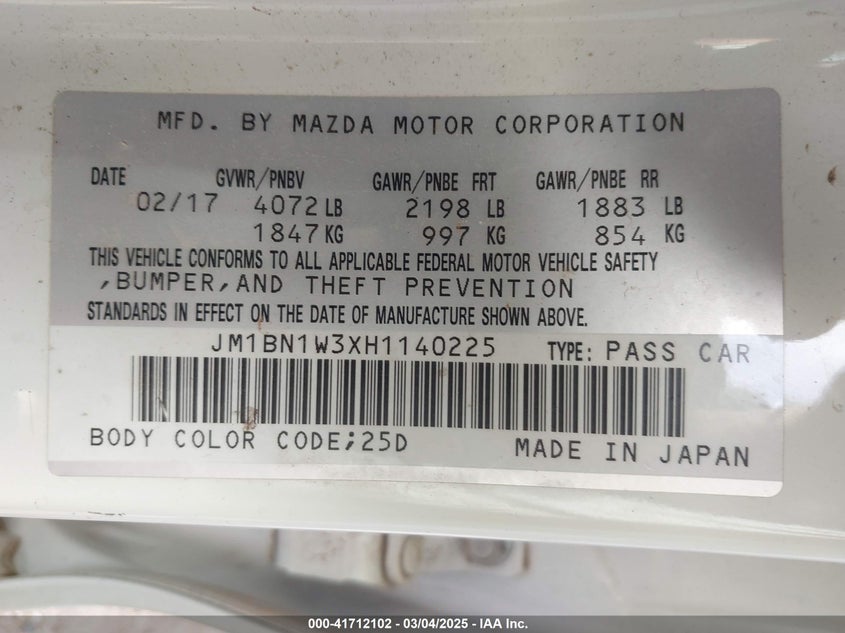 MFD. BY MAZDA MOTOR CORPORATION
DATE GVWR/PNBV GAWR/PNBE FRT GAWR/PNBE RR
02/17 4072 LB 2198 LB 1883 LB
1847 KG 997 KG 854 KG
THIS VEHICLE CONFORMS TO ALL APPLICABLE FEDERAL MOTOR VEHICLE SAFETY
,BUMPER,AND THEFT PREVENTION
STANDARDS IN EFFECT ON THE DATE OF MANUFACTURE SHOWN ABOVE.
JM1BN1W3XH1140225 TYPE: PASS CAR
BODY COLOR CODE;25D MADE IN JAPAN
000-41712102 - 03/04/2025 - IAA Inc.